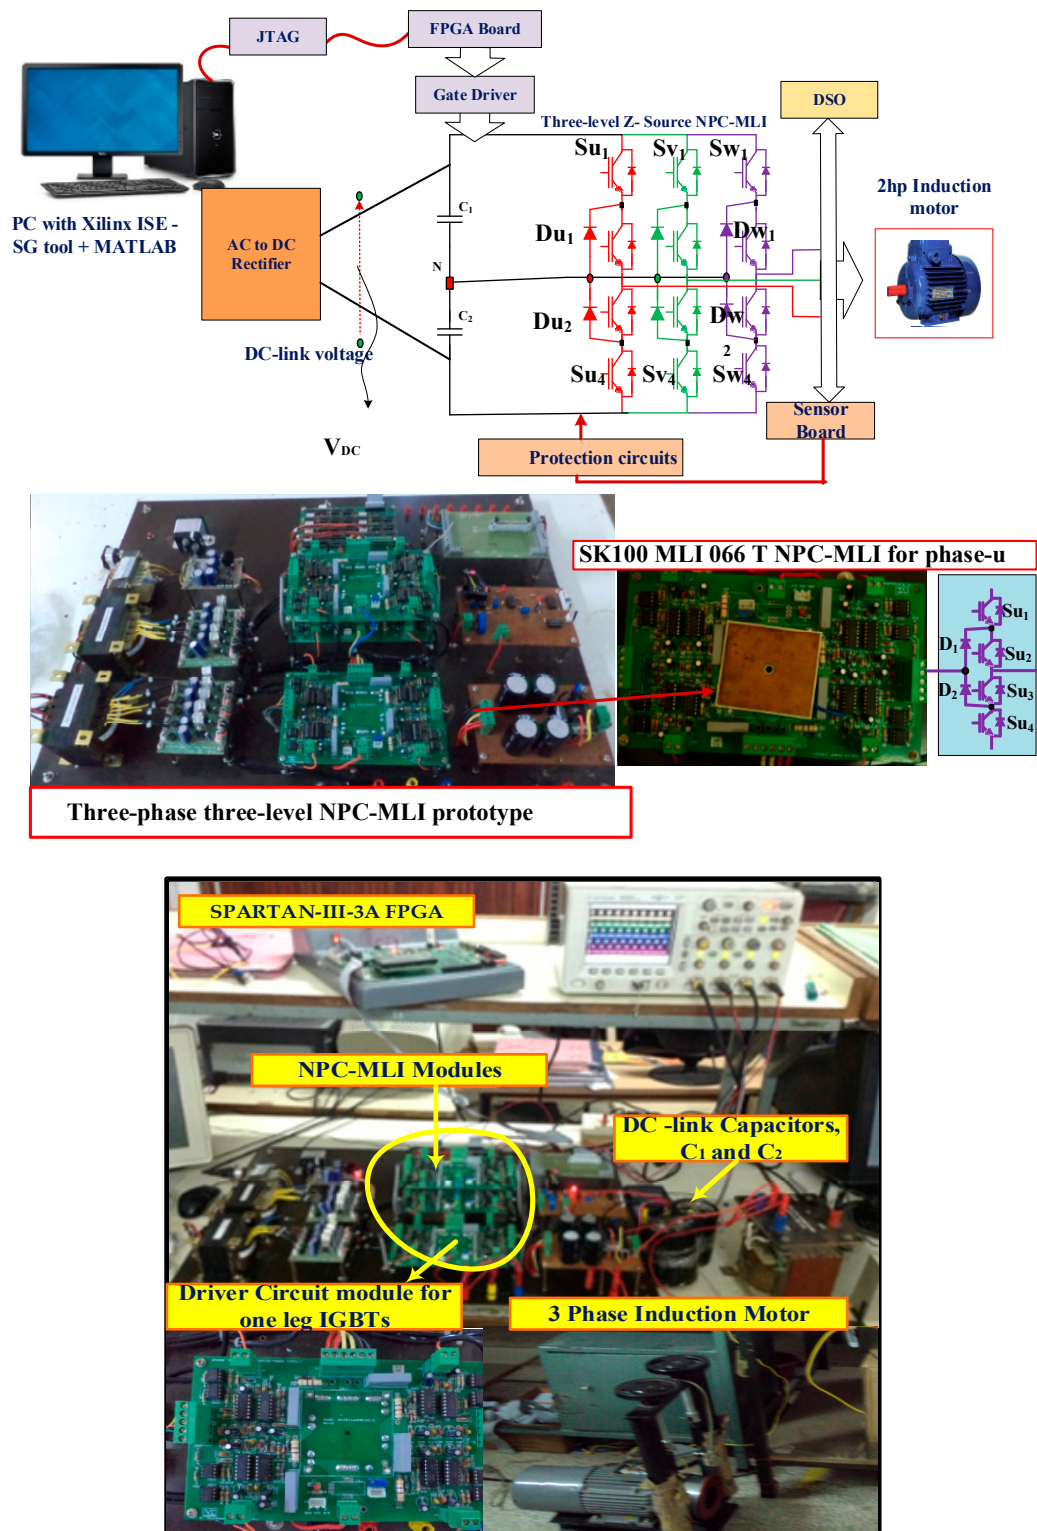 JTAG
FPGA Board
Gate Driver
DSO
Three-level Z- Source NPC-MLI
Su1
Sv1
Sw1
2hp Induction
motor
PC with Xilinx ISE -
SG tool + MATLAB
AC to DC
Rectifier
C1
N
C2
Du1
Dw1
Du2
Dw
2
DC-link voltage
Su4
Sv4
Sw4
VDC
Sensor
Board
Protection circuits
SK100 MLI 066 T NPC-MLI for phase-u
Su1
D1
Su2
D2
Su3
Su4
Three-phase three-level NPC-MLI prototype
SPARTAN-III-3A FPGA
NPC-MLI Modules
DC -link Capacitors,
C1 and C2
Driver Circuit module for
one leg IGBTs
3 Phase Induction Motor